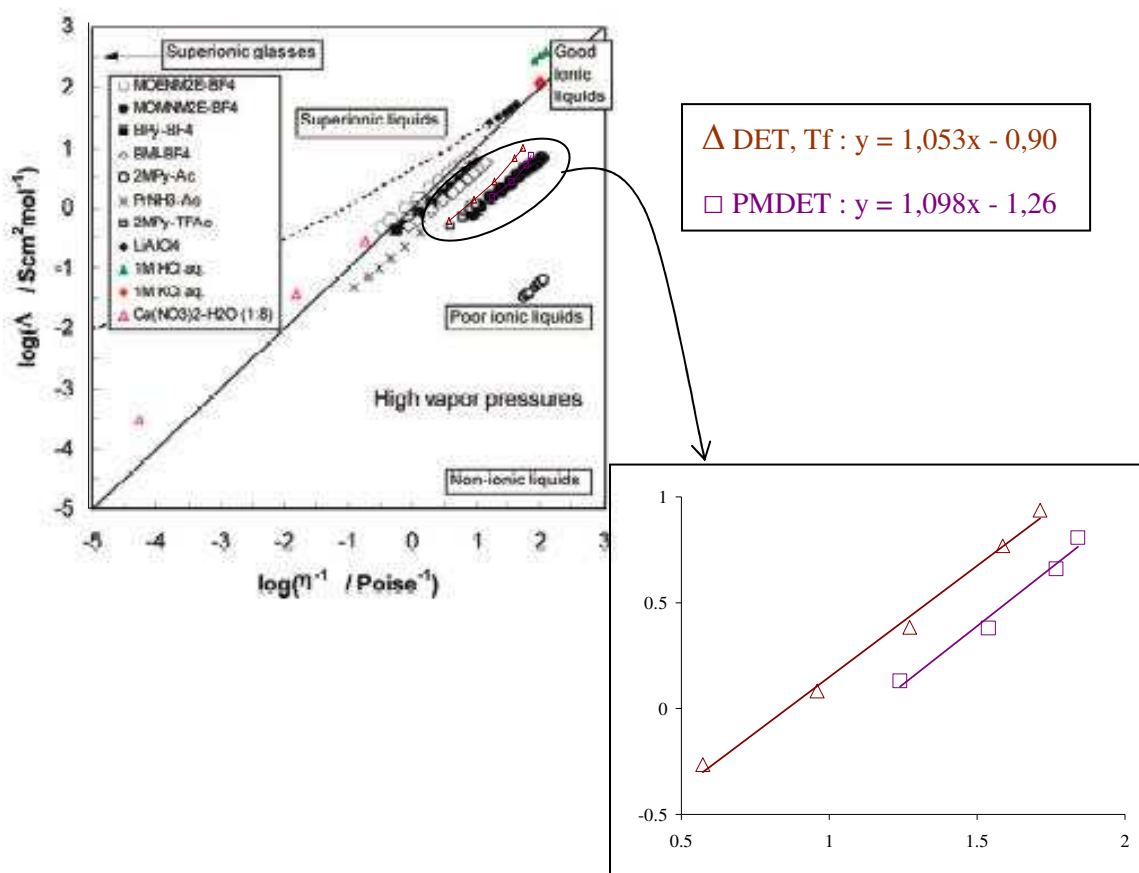 3
2
1
0
-1
-2
-3
-4
-5
log(Λ / Scm²mol⁻¹)
Superionic glasses
MOENM2E-BF4
MOMNM2E-BF4
BPy-BF4
BMI-BF4
2MPy-Ac
PrNH3-Ac
2MPy-TFAc
LiAlCl4
1M HCl aq.
1M KCl aq.
Ca(NO3)2-H2O (1:8)
Superionic liquids
Good
ionic
liquids
Poor ionic liquids
High vapor pressures
Non-ionic liquids
-5 -4 -3 -2 -1 0 1 2 3
log(η⁻¹ / Poise⁻¹)
Δ DET, Tf : y = 1,053x - 0,90
□ PMDET : y = 1,098x - 1,26
1
0.5
0
-0.5
0.5 1 1.5 2